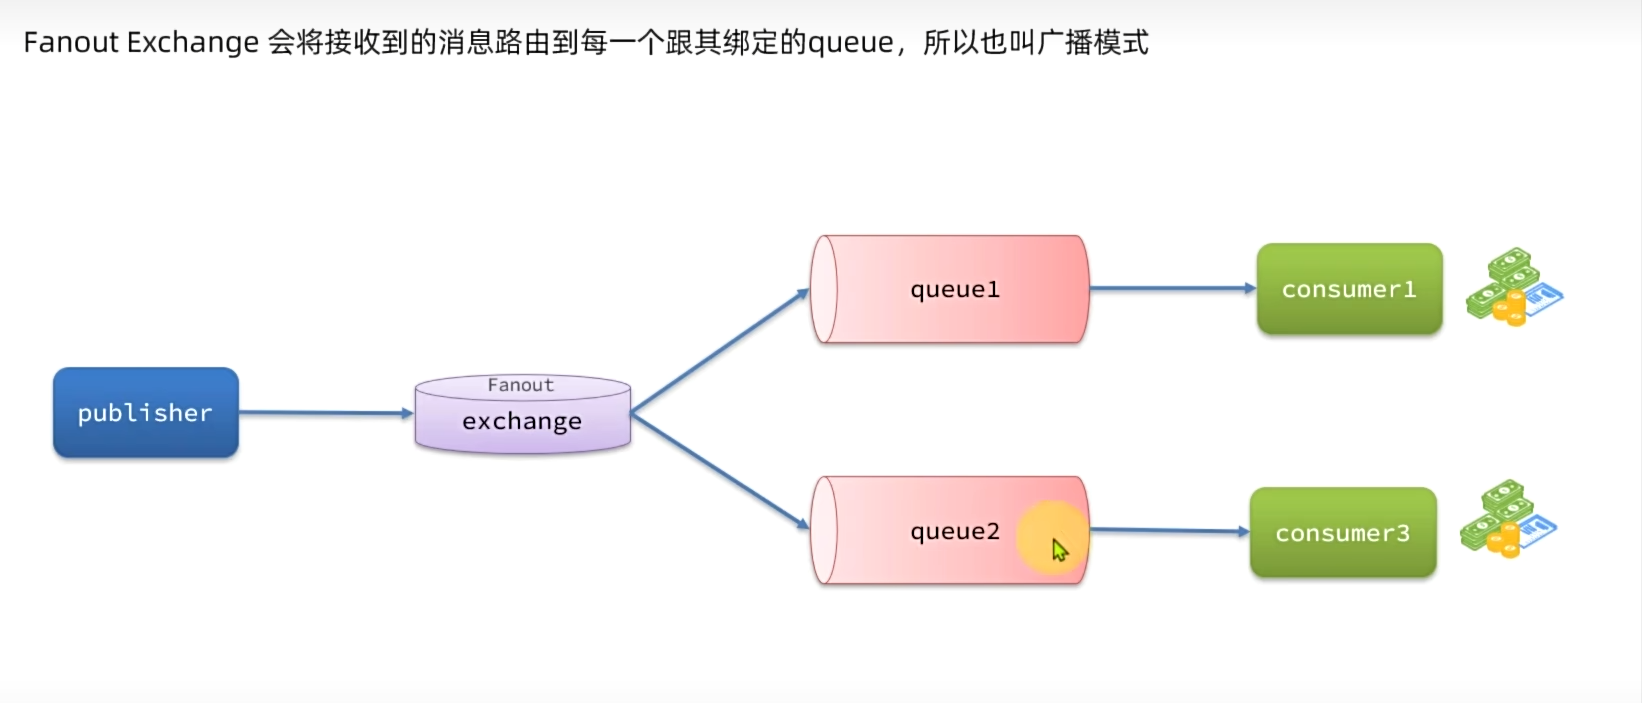 Fanout Exchange 会将接收到的消息路由到每一个跟其绑定的queue，所以也叫广播模式
queue1
consumer1
publisher
Fanout
exchange
queue2
consumer3